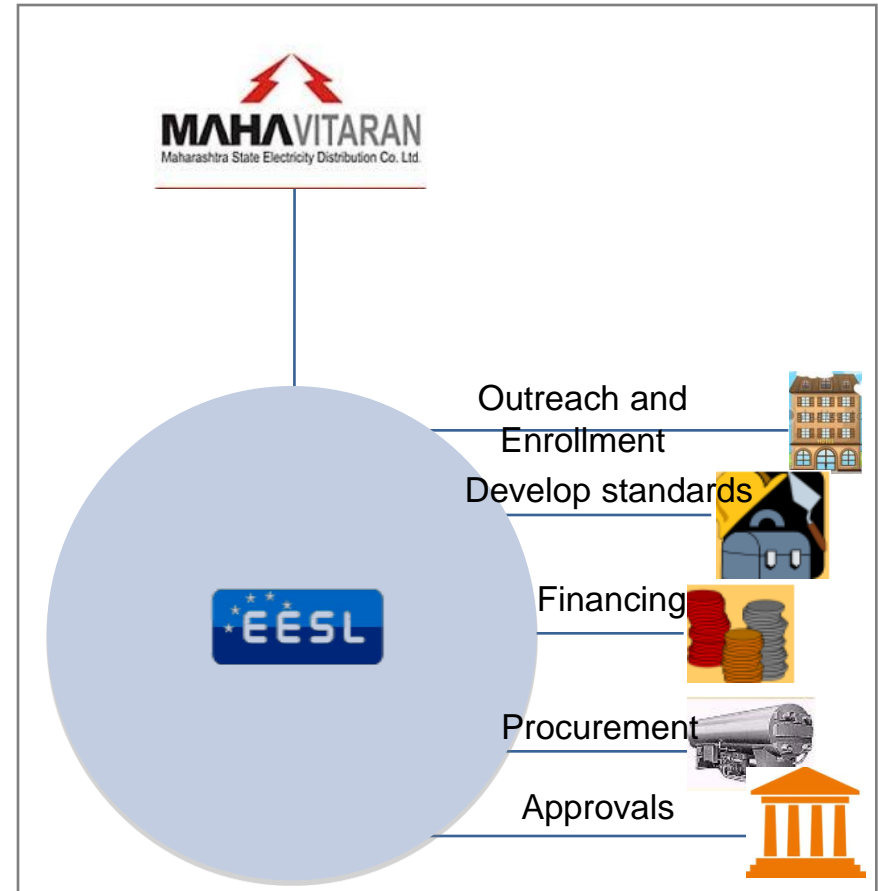 MAHAVITARAN
Maharashtra State Electricity Distribution Co. Ltd.
Outreach and
Enrollment
Develop standards
EESL
Financing
Procurement
Approvals